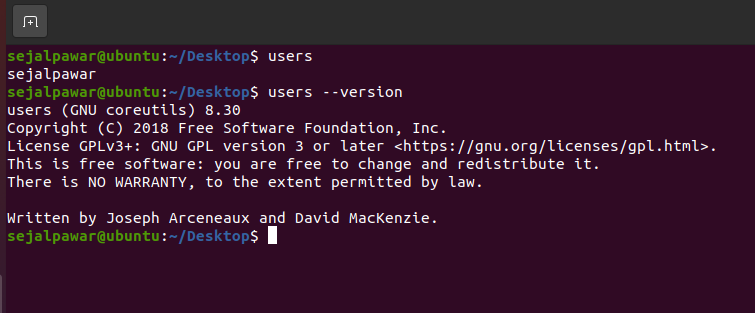 sejalpawar@ubuntu:~/Desktop$ users
sejalpawar
sejalpawar@ubuntu:~/Desktop$ users --version
users (GNU coreutils) 8.30
Copyright (C) 2018 Free Software Foundation, Inc.
License GPLv3+: GNU GPL version 3 or later <https://gnu.org/licenses/gpl.html>.
This is free software: you are free to change and redistribute it.
There is NO WARRANTY, to the extent permitted by law.
Written by Joseph Arceneaux and David MacKenzie.
sejalpawar@ubuntu:~/Desktop$